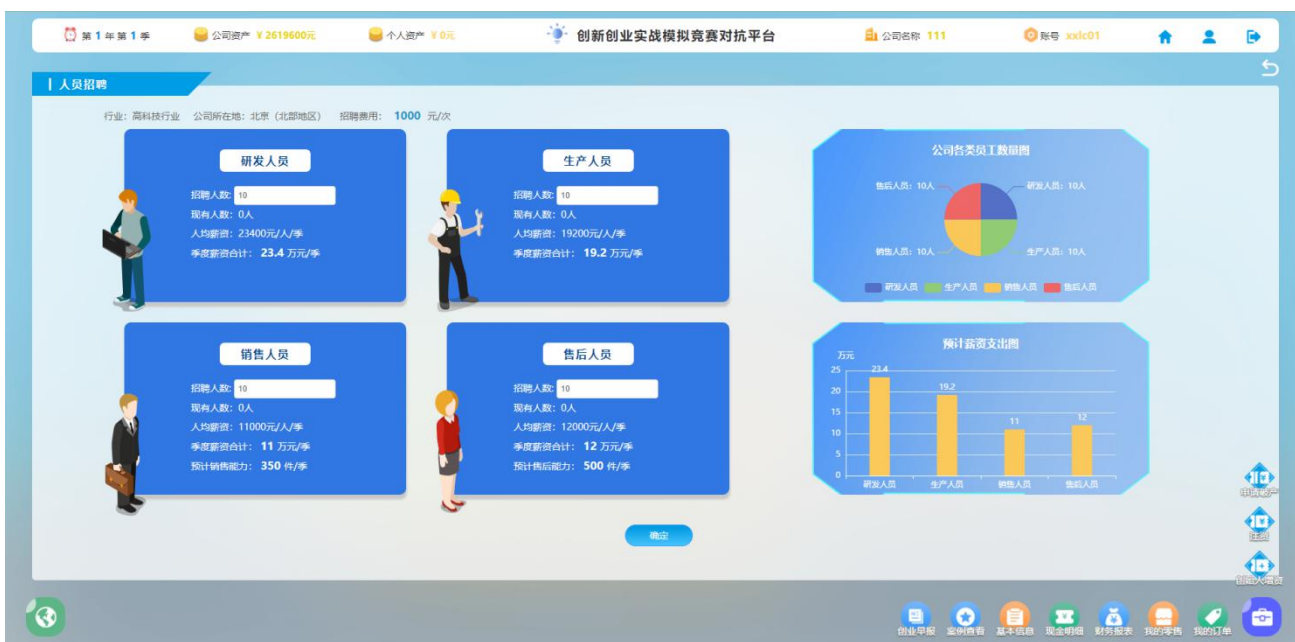 第 1 年第 1 季 公司资产 ¥ 2619600元 个人资产 ¥ 0元 创新创业实战模拟竞赛对抗平台 公司名称 111 账号 xxlc01
人员招聘
行业：高科技行业 公司所在地：北京（北部地区） 招聘费用： 1000 元/次
研发人员
招聘人数: 10
现有人数：0人
人均薪资：23400元/人/季
季度薪资合计： 23.4 万元/季
生产人员
招聘人数: 10
现有人数：0人
人均薪资：19200元/人/季
季度薪资合计： 19.2 万元/季
公司各类员工数量图
售后人员：10人 研发人员：10人
销售人员：10人 生产人员：10人
研发人员 生产人员 销售人员 售后人员
销售人员
招聘人数: 10
现有人数：0人
人均薪资：11000元/人/季
季度薪资合计： 11 万元/季
预计销售能力： 350 件/季
售后人员
招聘人数: 10
现有人数：0人
人均薪资：12000元/人/季
季度薪资合计： 12 万元/季
预计售后能力： 500 件/季
预计薪资支出图
万元
25
20
15
10
5
0
23.4
19.2
11
12
研发人员 生产人员 销售人员 售后人员
确定
申请破产
注资
创始人增资
创业早报 案例查看 基本信息 现金明细 财务报表 我的零售 我的订单